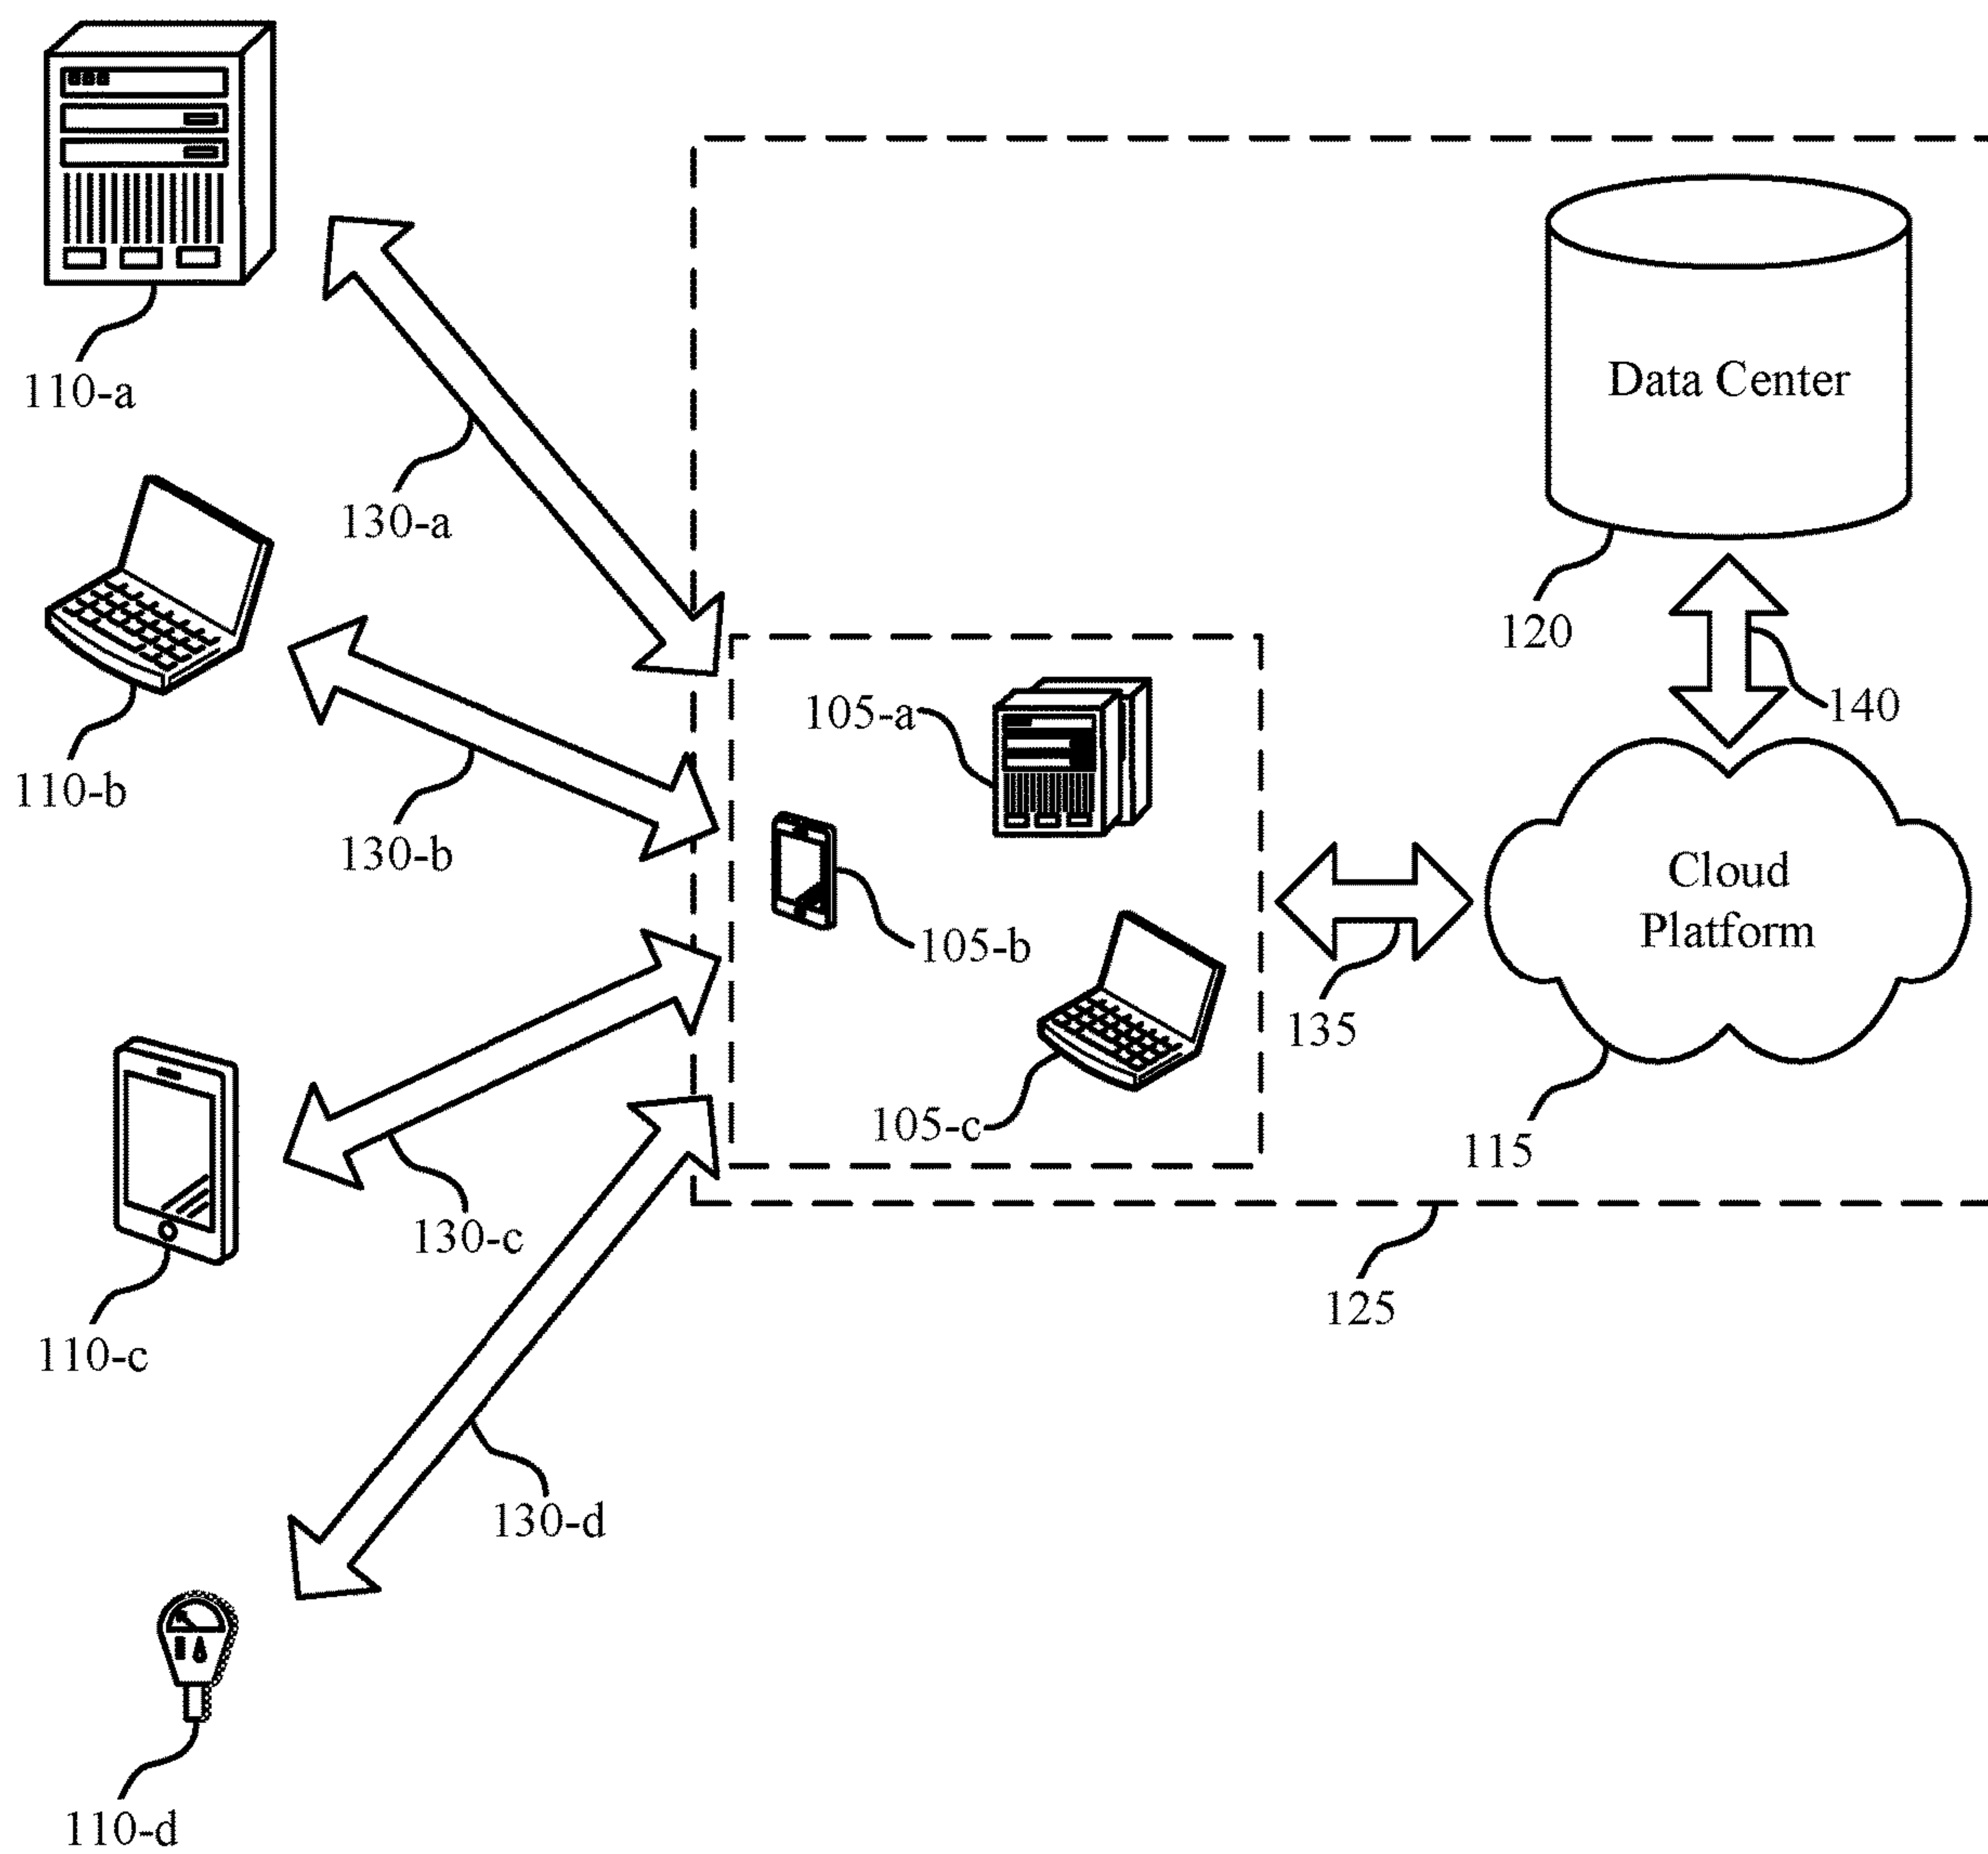 110-a
130-a
110-b
130-b
Data Center
120
140
105-a
105-b
105-c
135
Cloud
Platform
115
125
110-c
130-c
130-d
110-d